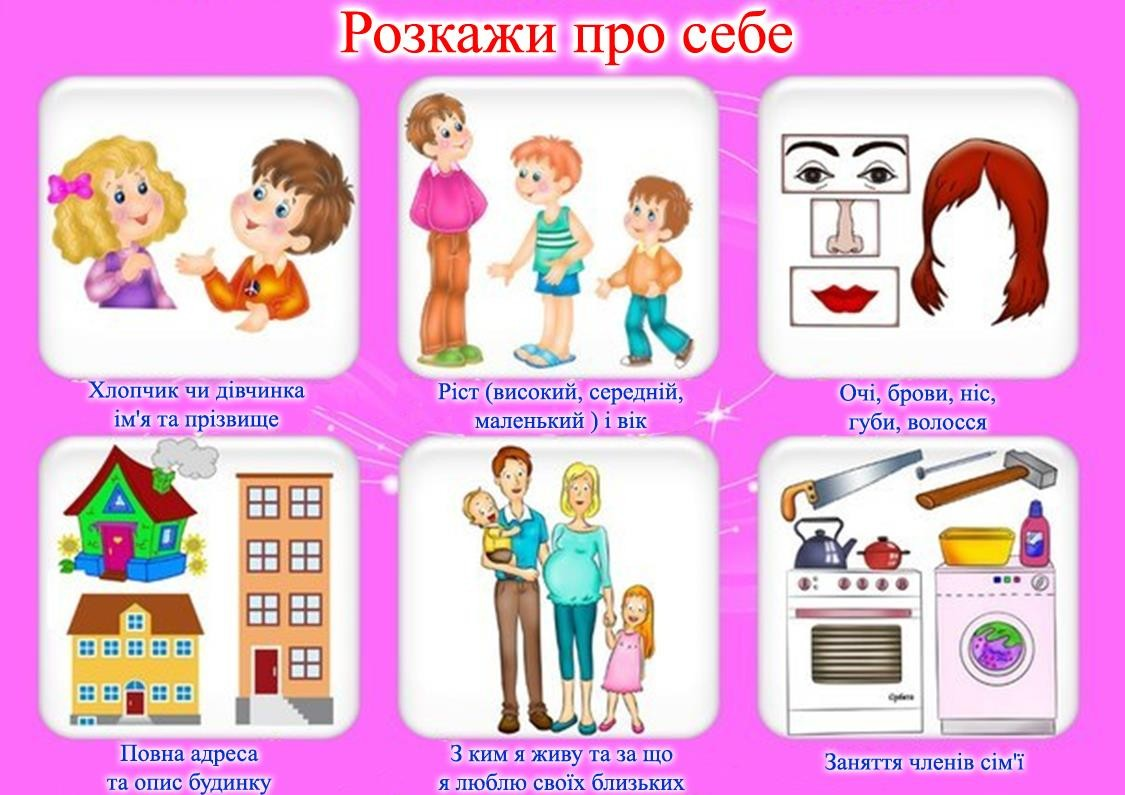 Розкажи про себе
Хлопчик чи дівчинка
ім'я та прізвище
Ріст (високий, середній,
маленький ) і вік
Очі, брови, ніс,
губи, волосся
Повна адреса
та опис будинку
З ким я живу та за що
я люблю своїх близьких
Заняття членів сім'ї